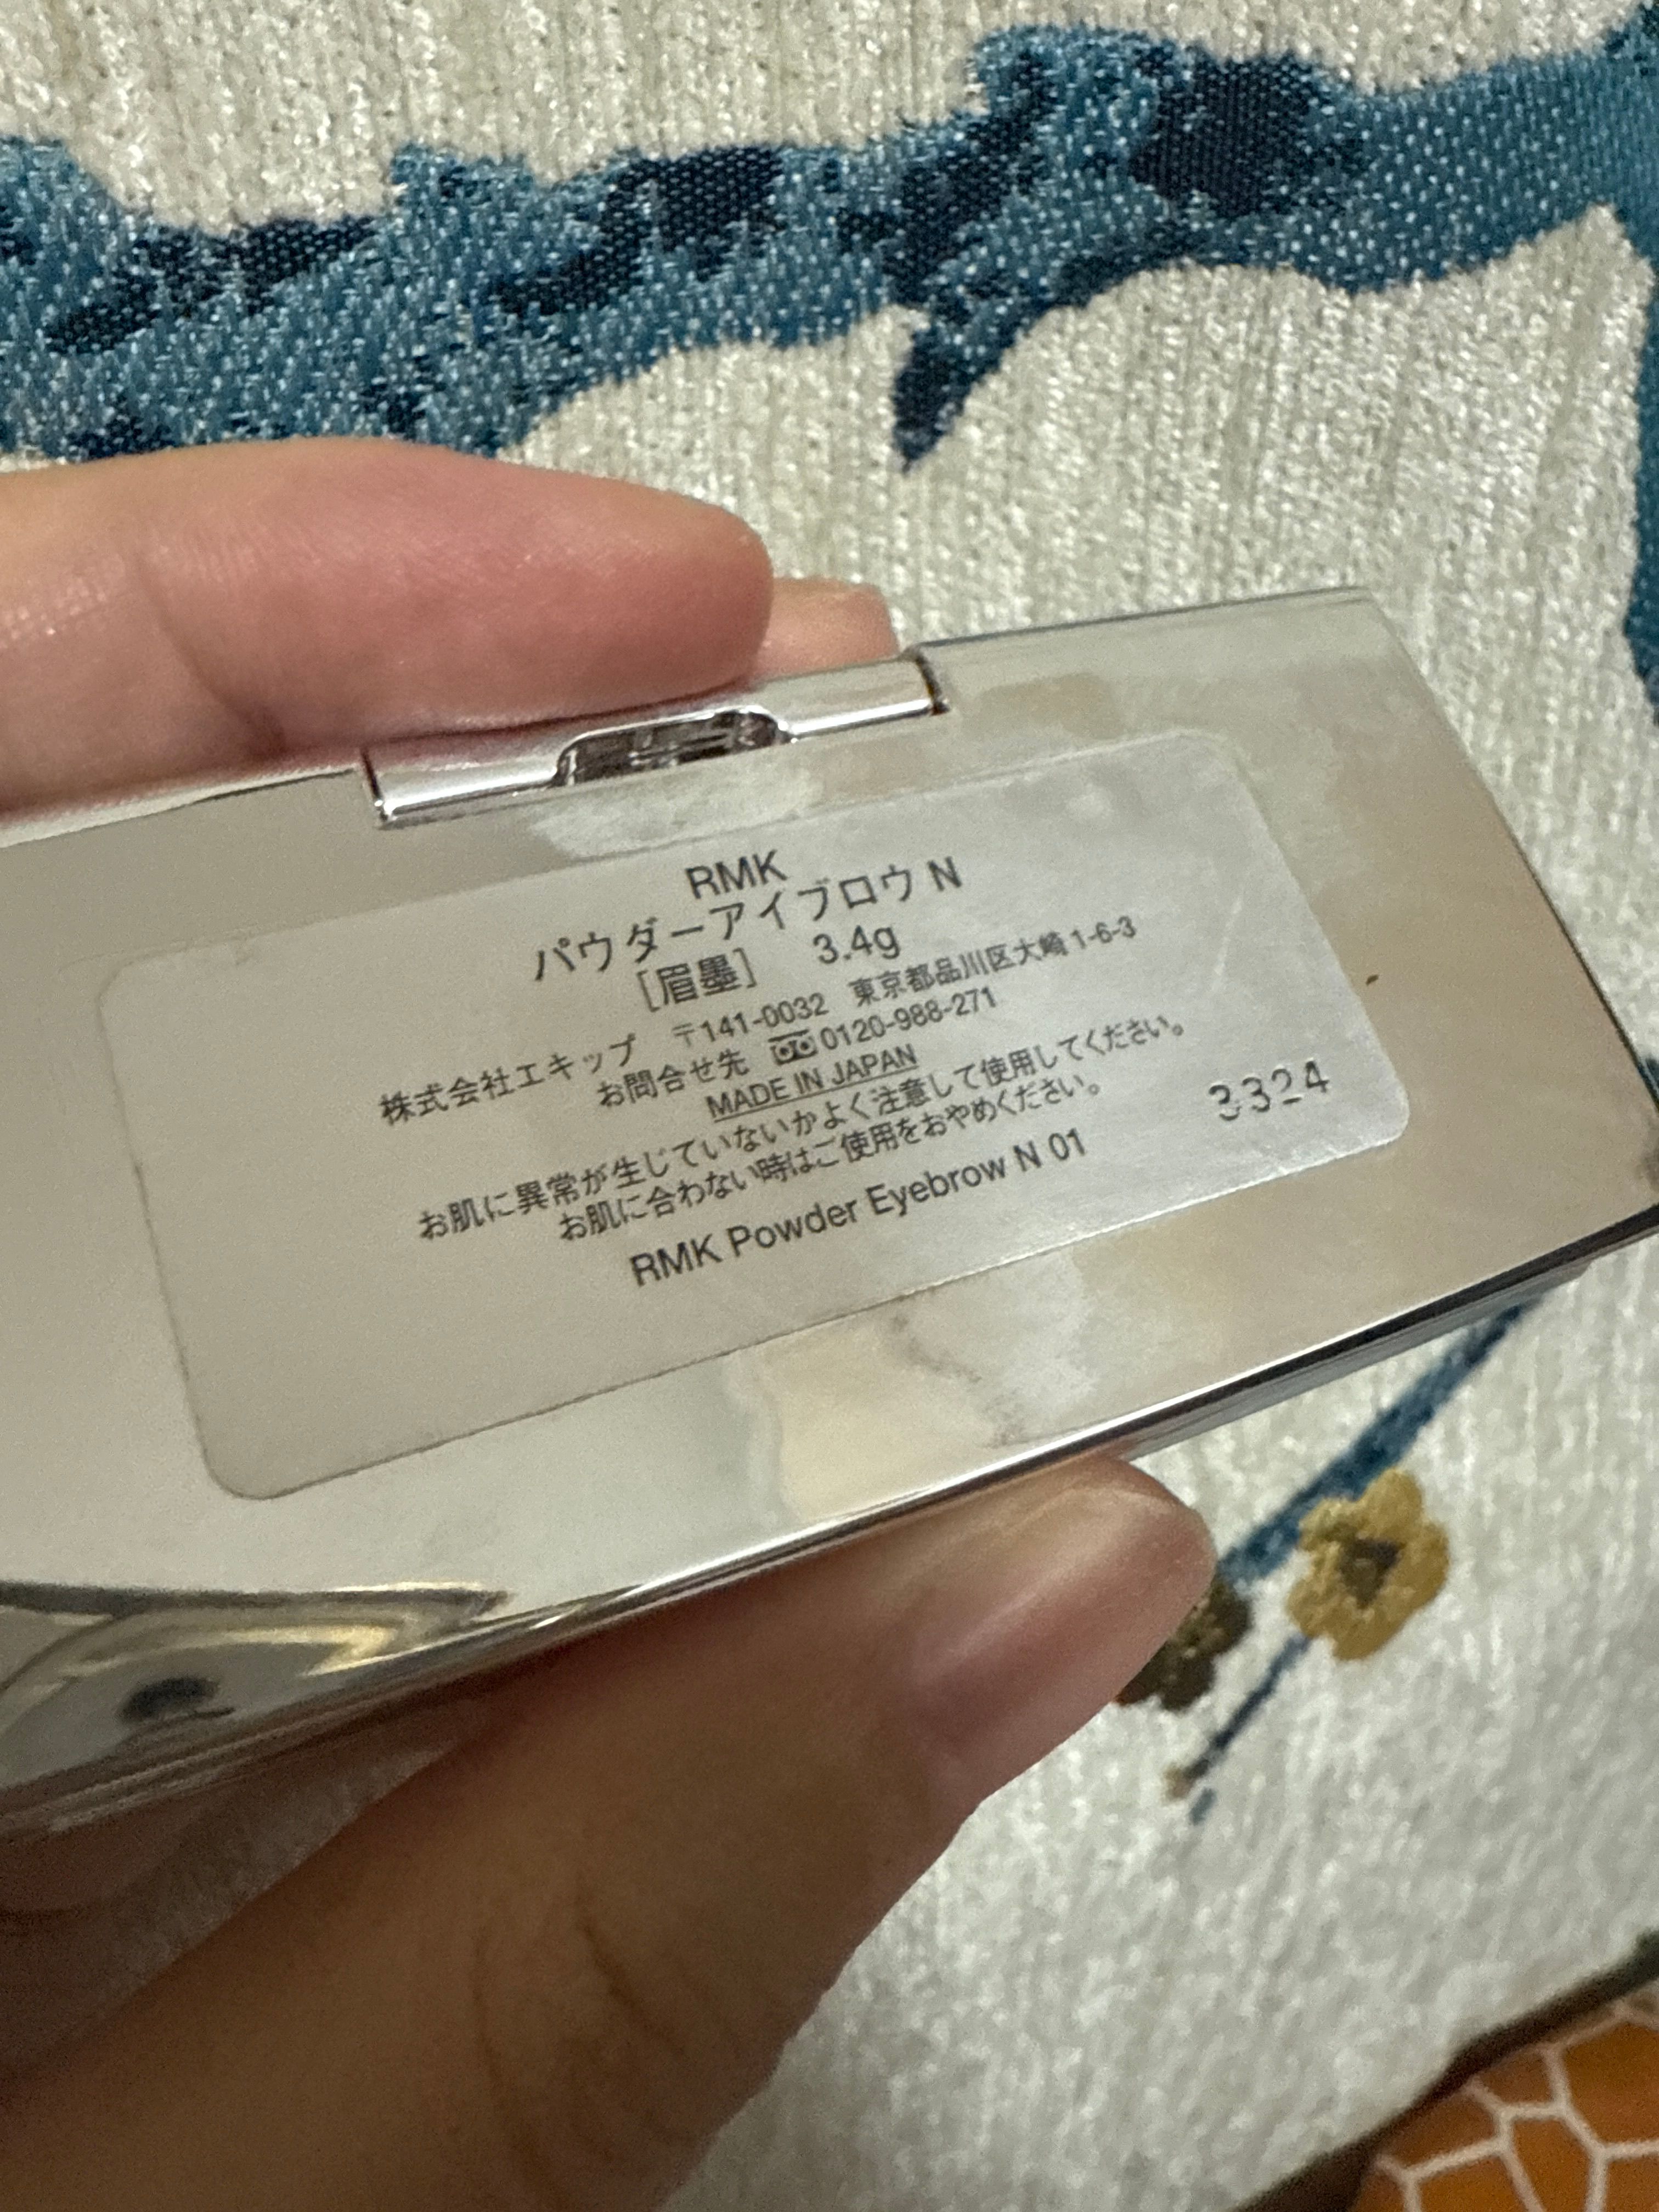 RMK
パウダーアイブロウ N
［眉墨］ 3.4g
株式会社エキップ 〒141-0032 東京都品川区大崎1-6-3
お問合せ先 0120-988-271
MADE IN JAPAN
お肌に異常が生じていないかよく注意して使用してください。
お肌に合わない時はご使用をおやめください。
3324
RMK Powder Eyebrow N 01